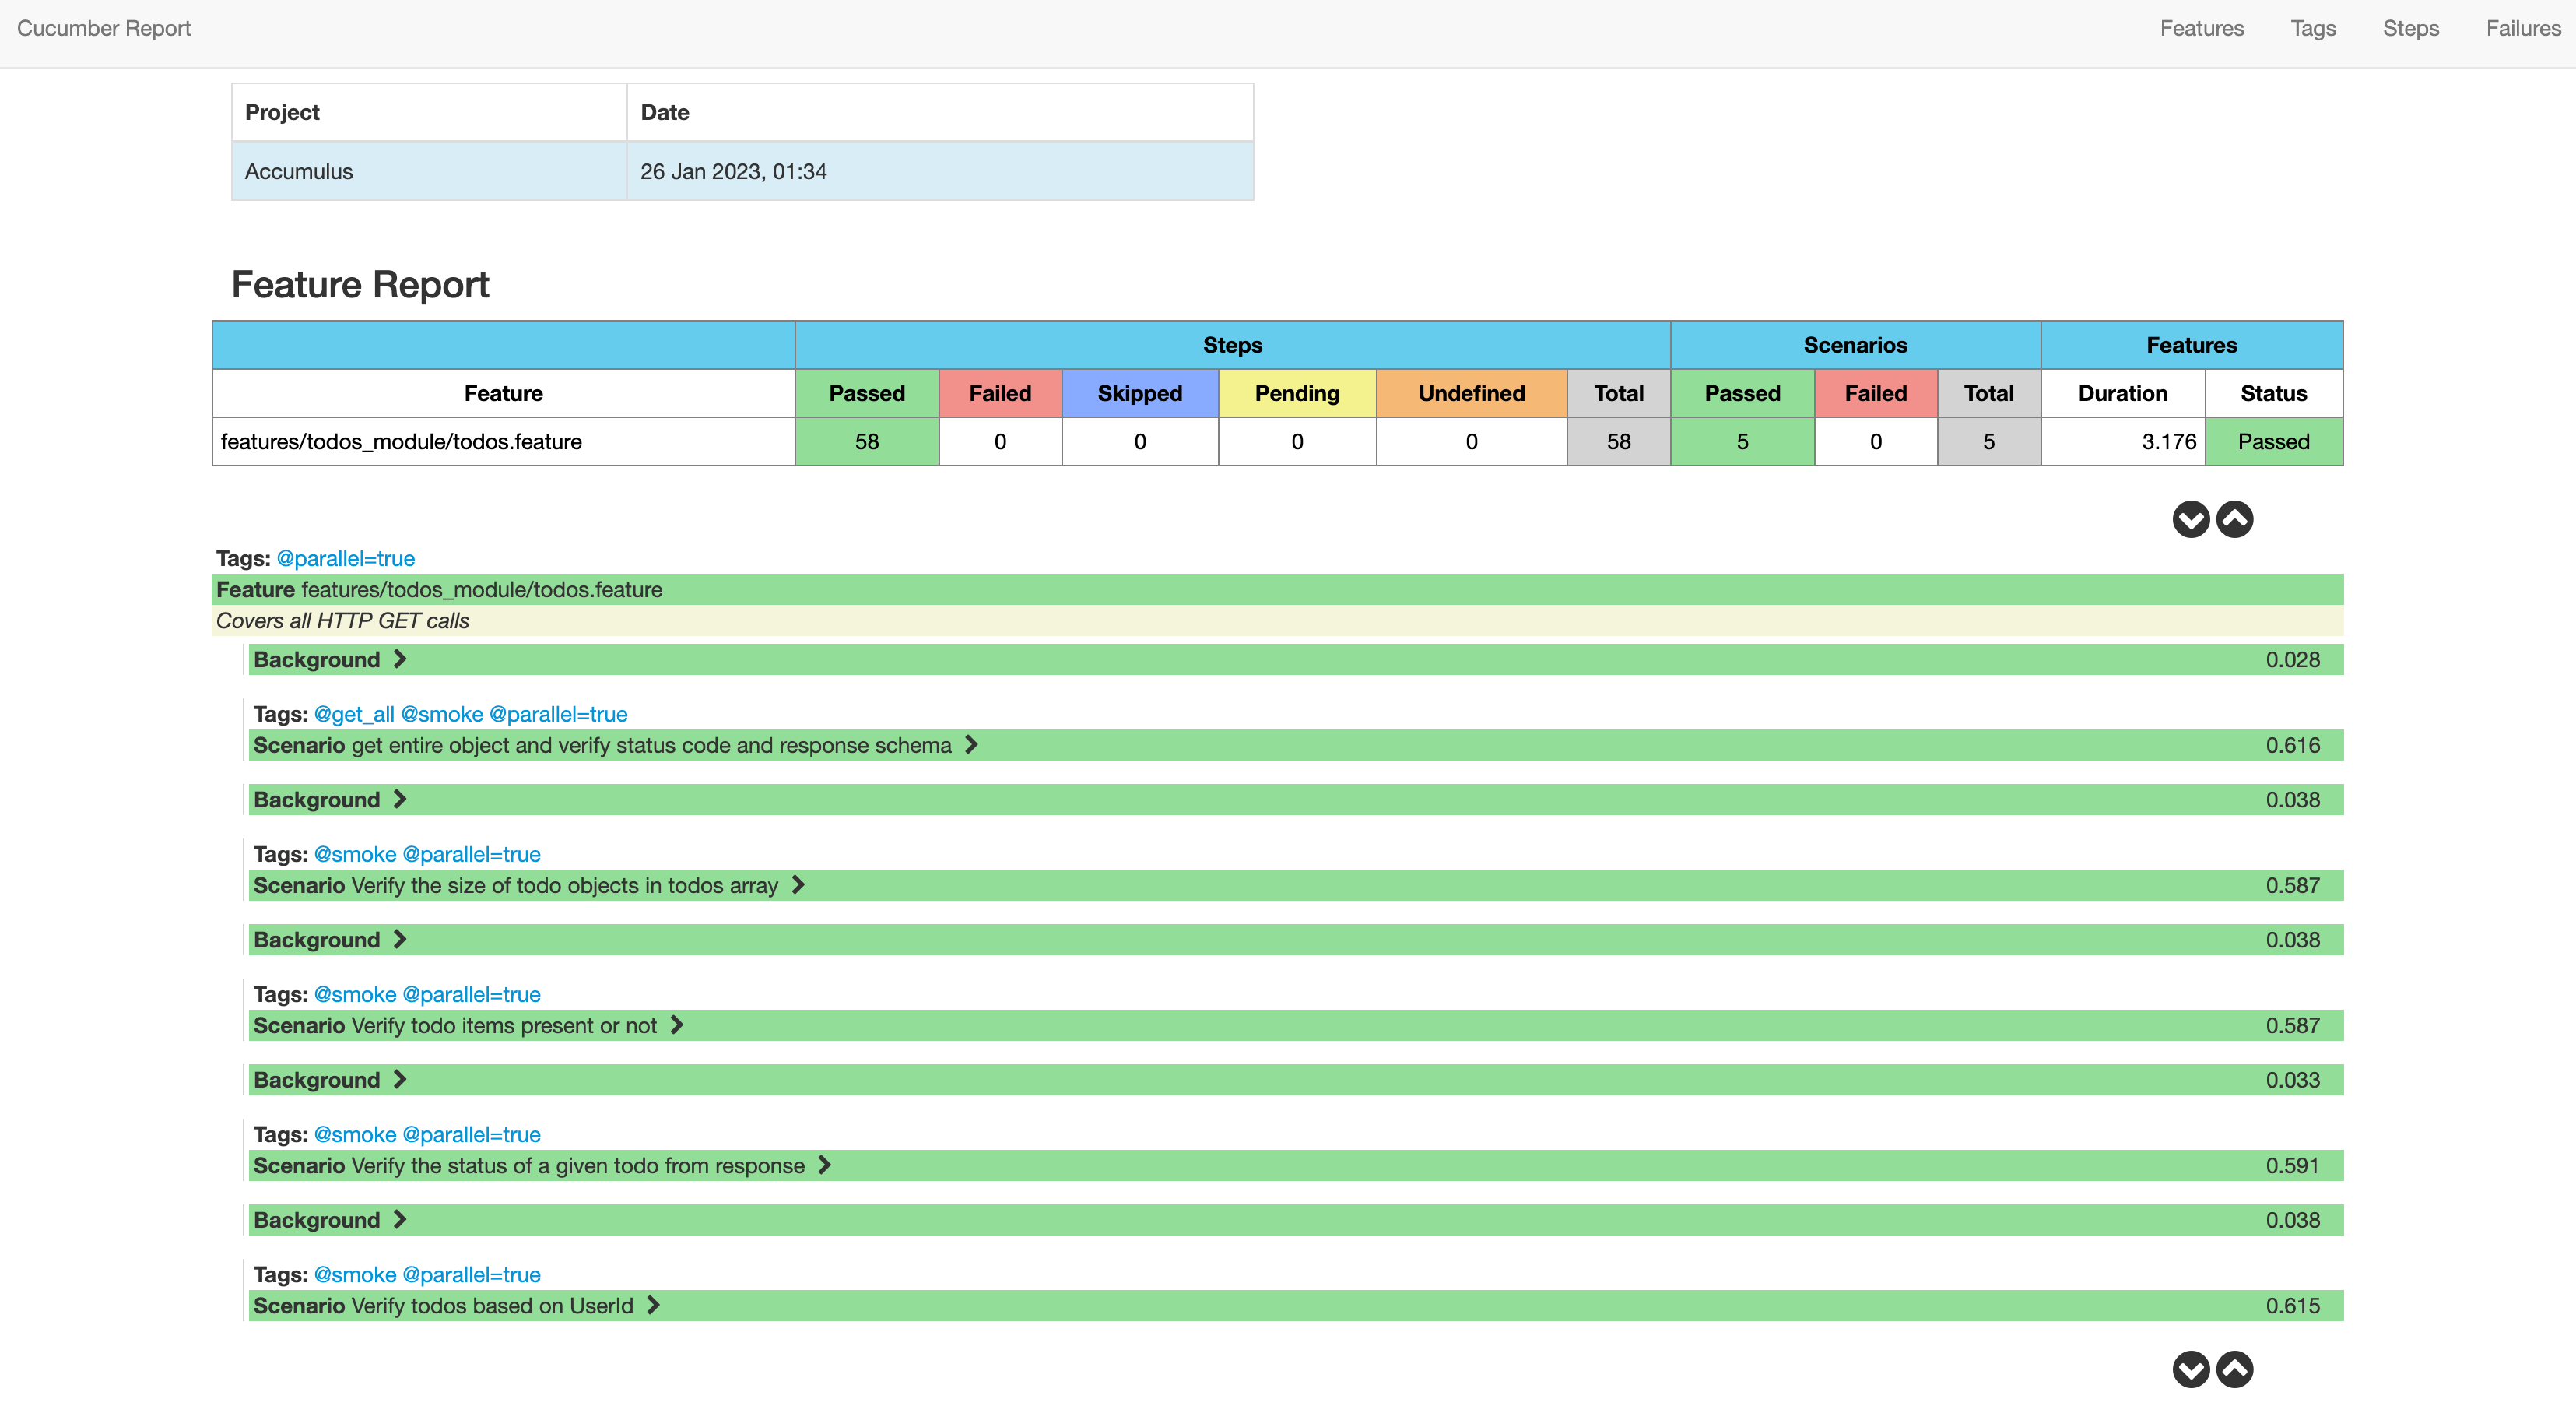 Cucumber Report Features Tags Steps Failures
Project Date
Accumulus 26 Jan 2023, 01:34
Feature Report
Steps Scenarios Features
Feature Passed Failed Skipped Pending Undefined Total Passed Failed Total Duration Status
features/todos_module/todos.feature 58 0 0 0 0 58 5 0 5 3.176 Passed
Tags: @parallel=true
Feature features/todos_module/todos.feature
Covers all HTTP GET calls
Background 0.028
Tags: @get_all @smoke @parallel=true
Scenario get entire object and verify status code and response schema 0.616
Background 0.038
Tags: @smoke @parallel=true
Scenario Verify the size of todo objects in todos array 0.587
Background 0.038
Tags: @smoke @parallel=true
Scenario Verify todo items present or not 0.587
Background 0.033
Tags: @smoke @parallel=true
Scenario Verify the status of a given todo from response 0.591
Background 0.038
Tags: @smoke @parallel=true
Scenario Verify todos based on UserId 0.615